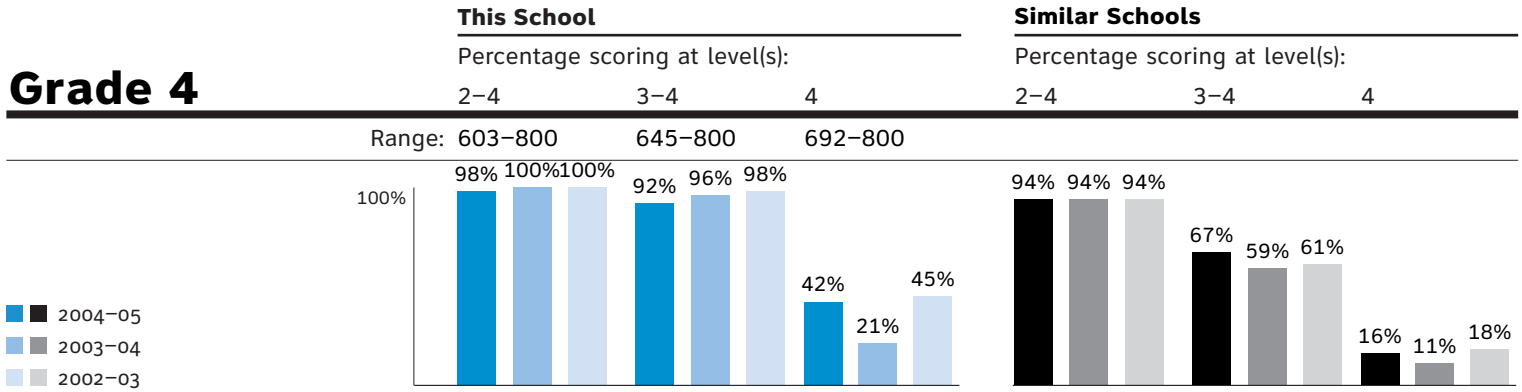 This School Similar Schools
Percentage scoring at level(s): Percentage scoring at level(s):
Grade 4 2–4 3–4 4 2–4 3–4 4
Range: 603–800 645–800 692–800
98% 100% 100% 92% 96% 98% 94% 94% 94%
100%
67% 59% 61%
42% 21% 45%
2004–05
16% 11% 18%
2003–04
2002–03